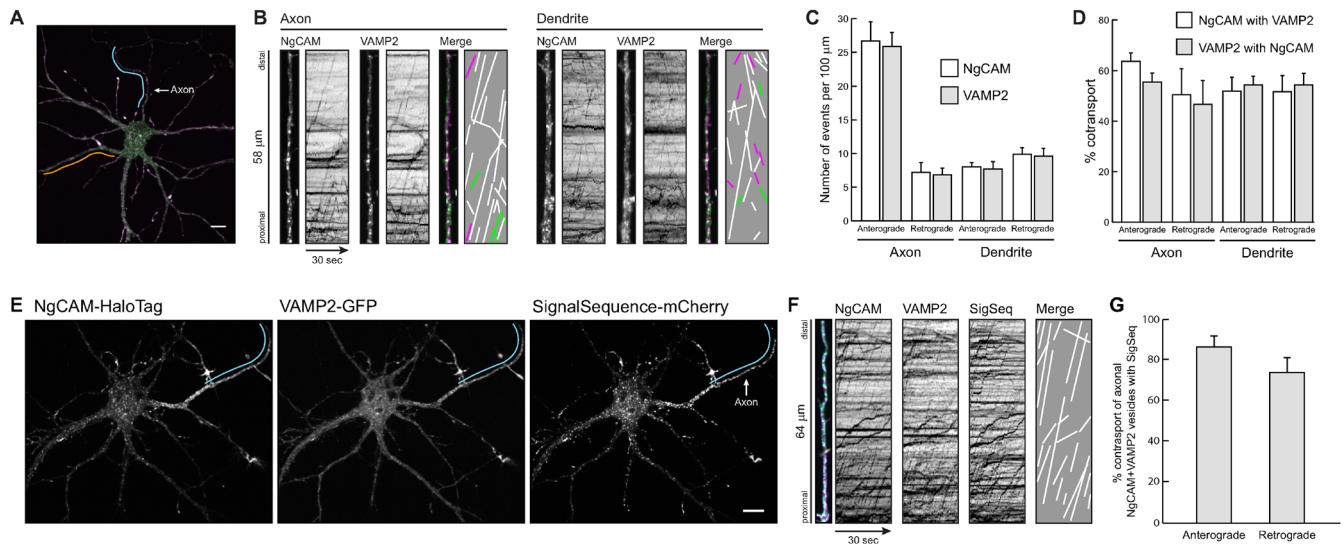 A
Axon
B
Axon
NgCAM
VAMP2
Merge
distal
58 µm
proximal
30 sec
Dendrite
NgCAM
VAMP2
Merge
C
Number of events per 100 µm
30
25
20
15
10
5
0
NgCAM
VAMP2
Anterograde
Retrograde
Anterograde
Retrograde
Axon
Dendrite
D
% cotransport
80
60
40
20
0
NgCAM with VAMP2
VAMP2 with NgCAM
Anterograde
Retrograde
Anterograde
Retrograde
Axon
Dendrite
E
NgCAM-HaloTag
VAMP2-GFP
SignalSequence-mCherry
Axon
F
NgCAM
VAMP2
SigSeq
Merge
distal
64 µm
proximal
30 sec
G
% contrasport of axonal
NgCAM+VAMP2 vesicles with SigSeq
100
80
60
40
20
0
Anterograde
Retrograde